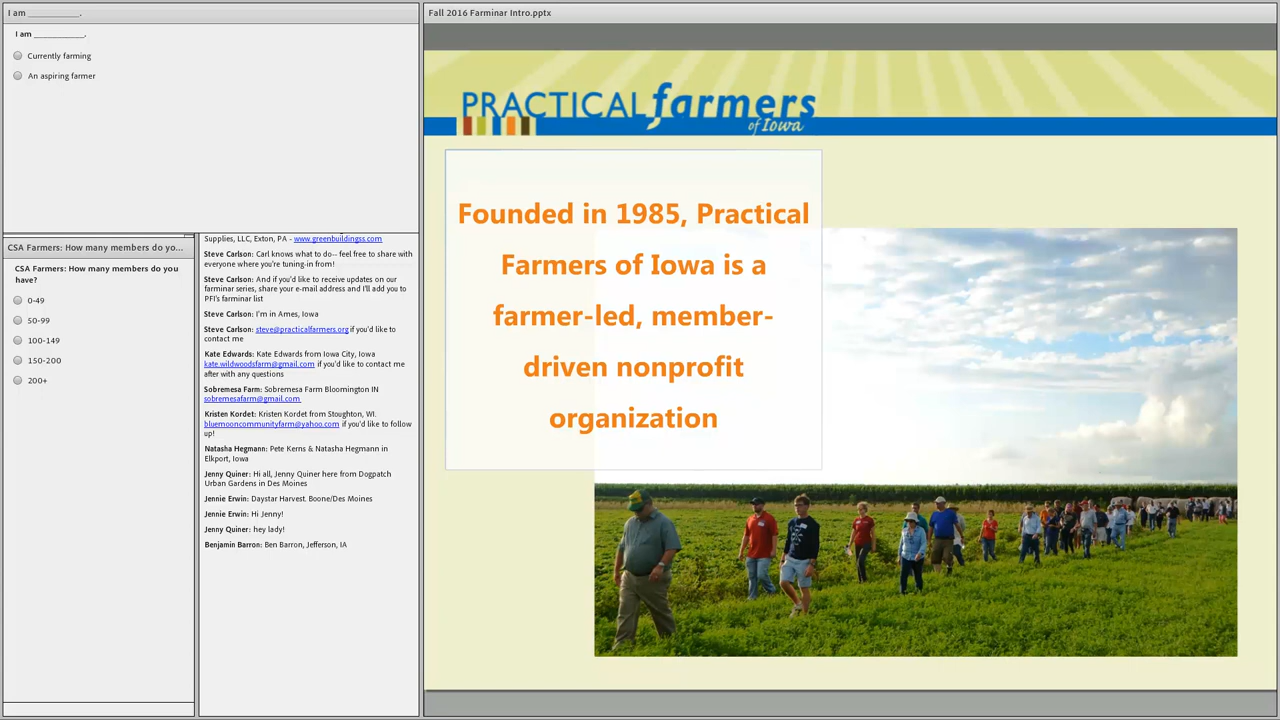 I am _________.
I am __________.
Currently farming
An aspiring farmer
CSA Farmers: How many members do yo...
CSA Farmers: How many members do you
have?
0-49
50-99
100-149
150-200
200+
Supplies, LLC, Exton, PA - www.greenbuildingss.com
Steve Carlson: Carl knows what to do-- feel free to share with
everyone where you're tuning-in from!
Steve Carlson: And if you'd like to receive updates on our
farminar series, share your e-mail address and I'll add you to
PFI's farminar list
Steve Carlson: I'm in Ames, Iowa
Steve Carlson: steve@practicalfarmers.org if you'd like to
contact me
Kate Edwards: Kate Edwards from Iowa City, Iowa
kate.wildwoodsfarm@gmail.com if you'd like to contact me
after with any questions
Sobremesa Farm: Sobremesa Farm Bloomington IN
sobremesafarm@gmail.com
Kristen Kordet: Kristen Kordet from Stoughton, WI.
bluemooncommunityfarm@yahoo.com if you'd like to follow
up!
Natasha Hegmann: Pete Kerns & Natasha Hegmann in
Elkport, Iowa
Jenny Quiner: Hi all, Jenny Quiner here from Dogpatch
Urban Gardens in Des Moines
Jennie Erwin: Daystar Harvest. Boone/Des Moines
Jennie Erwin: Hi Jenny!
Jenny Quiner: hey lady!
Benjamin Barron: Ben Barron, Jefferson, IA
Fall 2016 Farminar Intro.pptx
PRACTICAL farmers
of Iowa
Founded in 1985, Practical
Farmers of Iowa is a
farmer-led, member-
driven nonprofit
organization